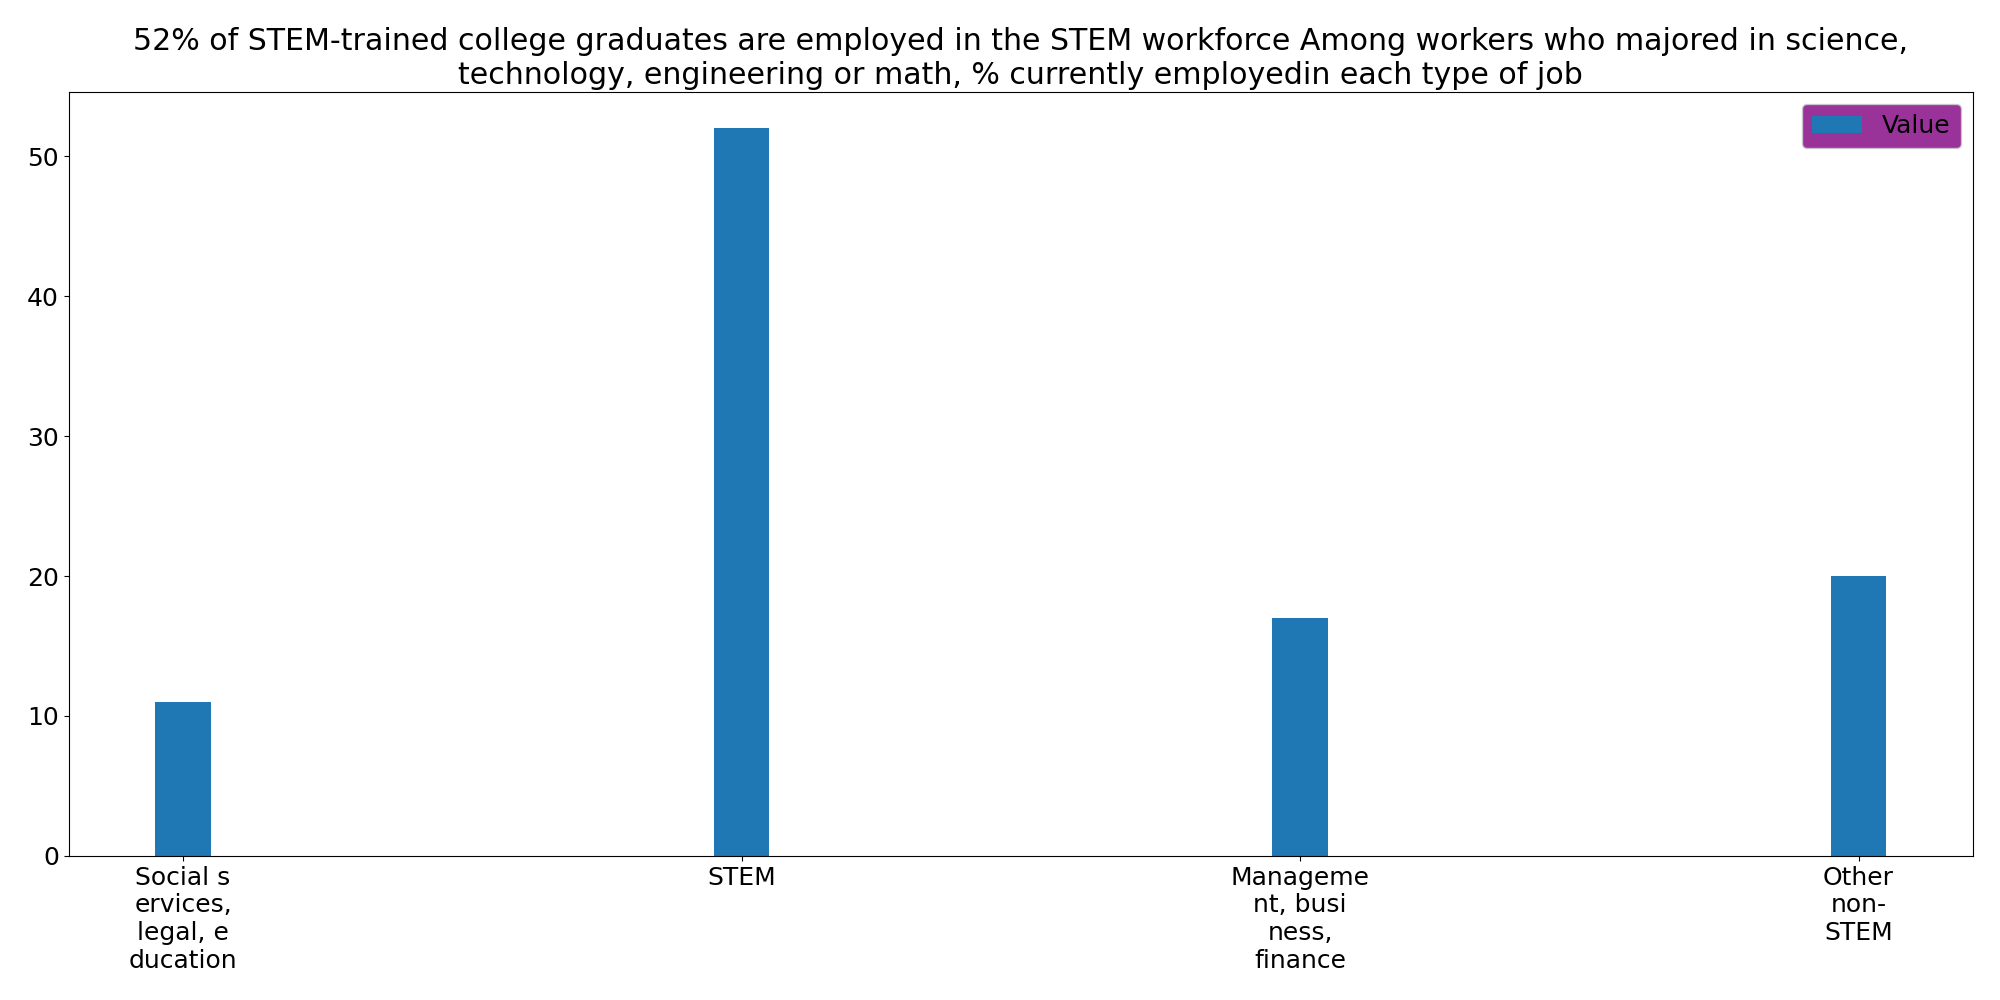 52% of STEM-trained college graduates are employed in the STEM workforce Among workers who majored in science,
technology, engineering or math, % currently employedin each type of job
Value
50
40
30
20
10
0
Social s
ervices,
legal, e
ducation
STEM
Manageme
nt, busi
ness,
finance
Other
non-
STEM